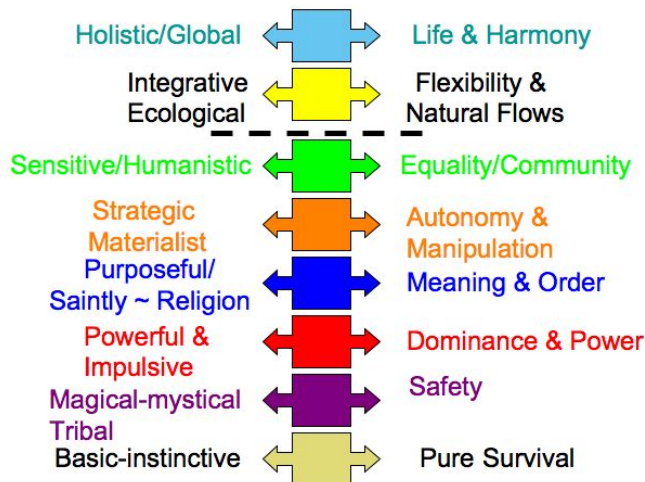 Holistic/Global
Life & Harmony
Integrative
Ecological
Flexibility &
Natural Flows
Sensitive/Humanistic
Equality/Community
Strategic
Materialist
Autonomy &
Manipulation
Purposeful/
Saintly ~ Religion
Meaning & Order
Powerful &
Impulsive
Dominance & Power
Magical-mystical
Tribal
Safety
Basic-instinctive
Pure Survival